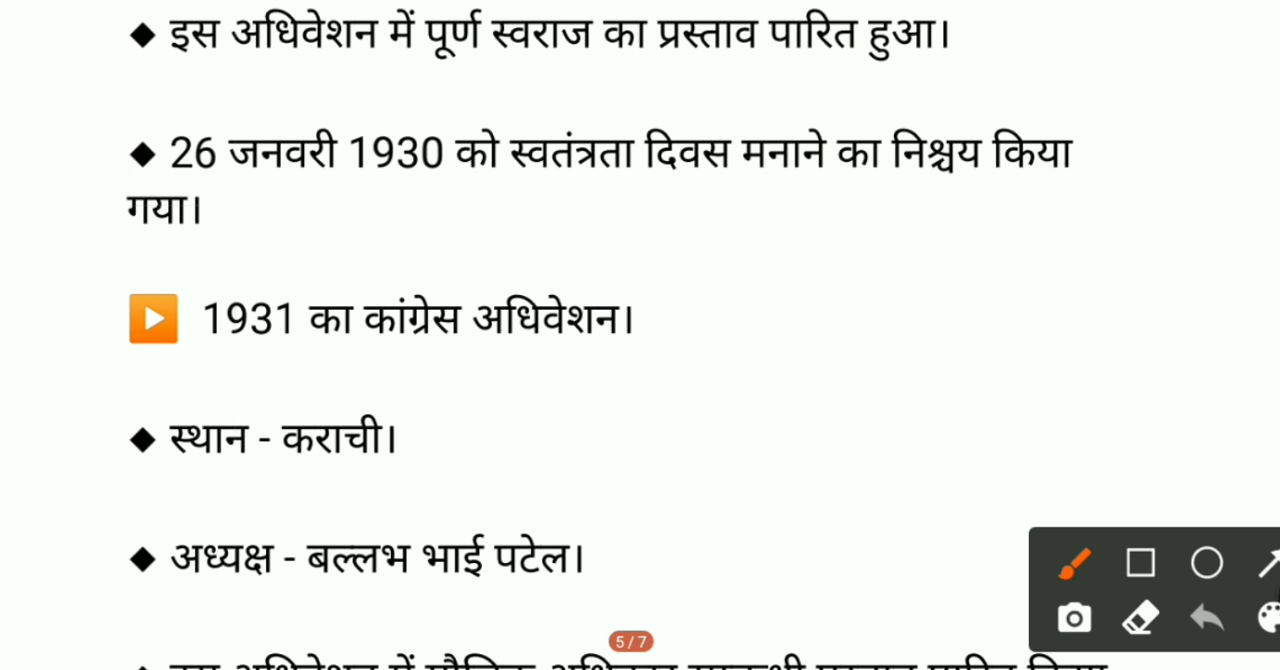 ◆ इस अधिवेशन में पूर्ण स्वराज का प्रस्ताव पारित हुआ।
◆ 26 जनवरी 1930 को स्वतंत्रता दिवस मनाने का निश्चय किया
गया।
▶️ 1931 का कांग्रेस अधिवेशन।
◆ स्थान - कराची।
◆ अध्यक्ष - बल्लभ भाई पटेल।
5 / 7